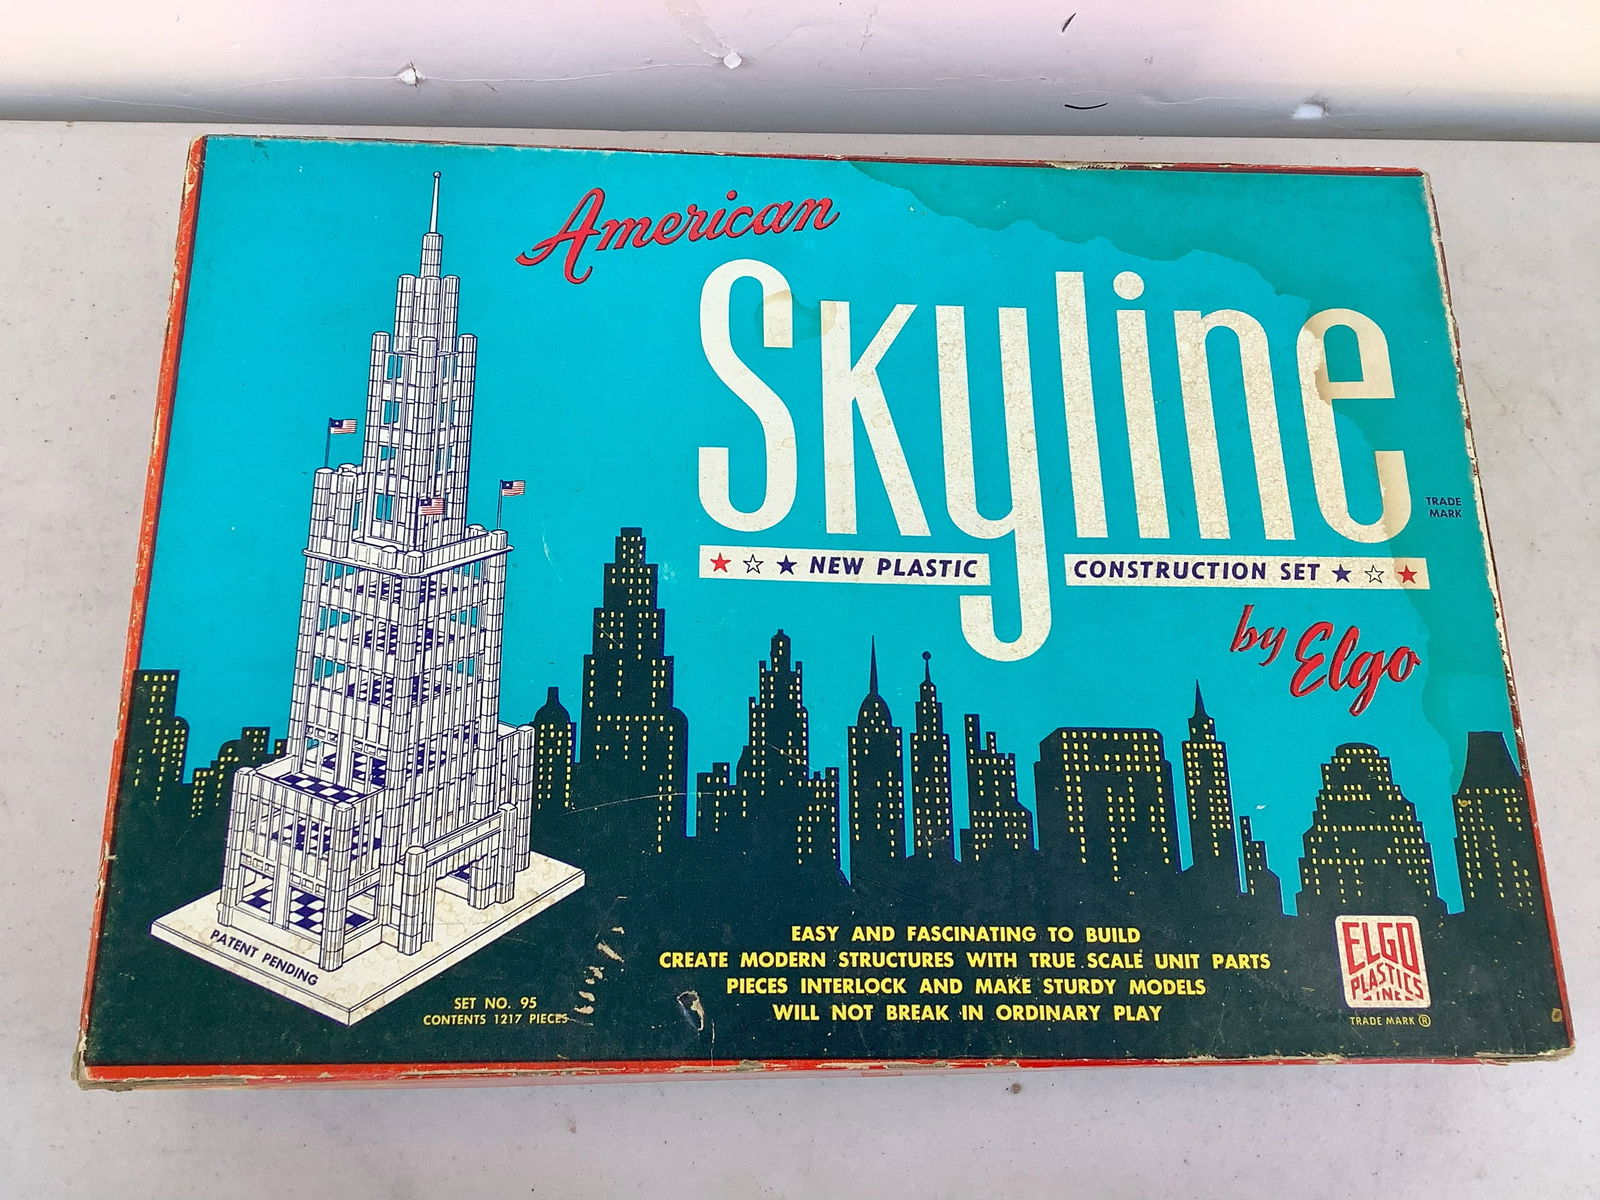 American
Skyline
TRADE
MARK
★ ☆ ★ NEW PLASTIC CONSTRUCTION SET ★ ☆ ★
by Elgo
PATENT PENDING
SET NO. 95
CONTENTS 1217 PIECES
EASY AND FASCINATING TO BUILD
CREATE MODERN STRUCTURES WITH TRUE SCALE UNIT PARTS
PIECES INTERLOCK AND MAKE STURDY MODELS
WILL NOT BREAK IN ORDINARY PLAY
ELGO
PLASTICS
INC
TRADE MARK ®